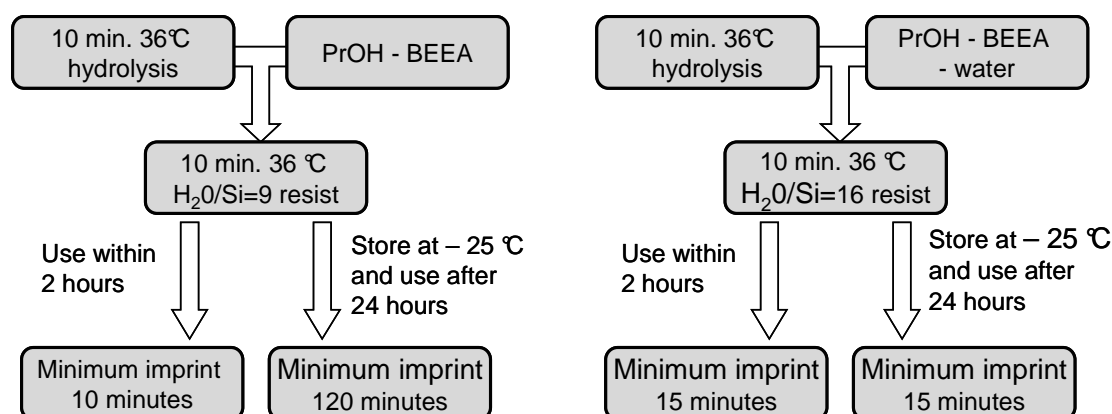 10 min. 36℃
hydrolysis
PrOH - BEEA
10 min. 36 ℃
H₂0/Si=9 resist
Use within
2 hours
Store at – 25 ℃
and use after
24 hours
Minimum imprint
10 minutes
Minimum imprint
120 minutes
10 min. 36℃
hydrolysis
PrOH - BEEA
- water
10 min. 36 ℃
H₂0/Si=16 resist
Use within
2 hours
Store at – 25 ℃
and use after
24 hours
Minimum imprint
15 minutes
Minimum imprint
15 minutes